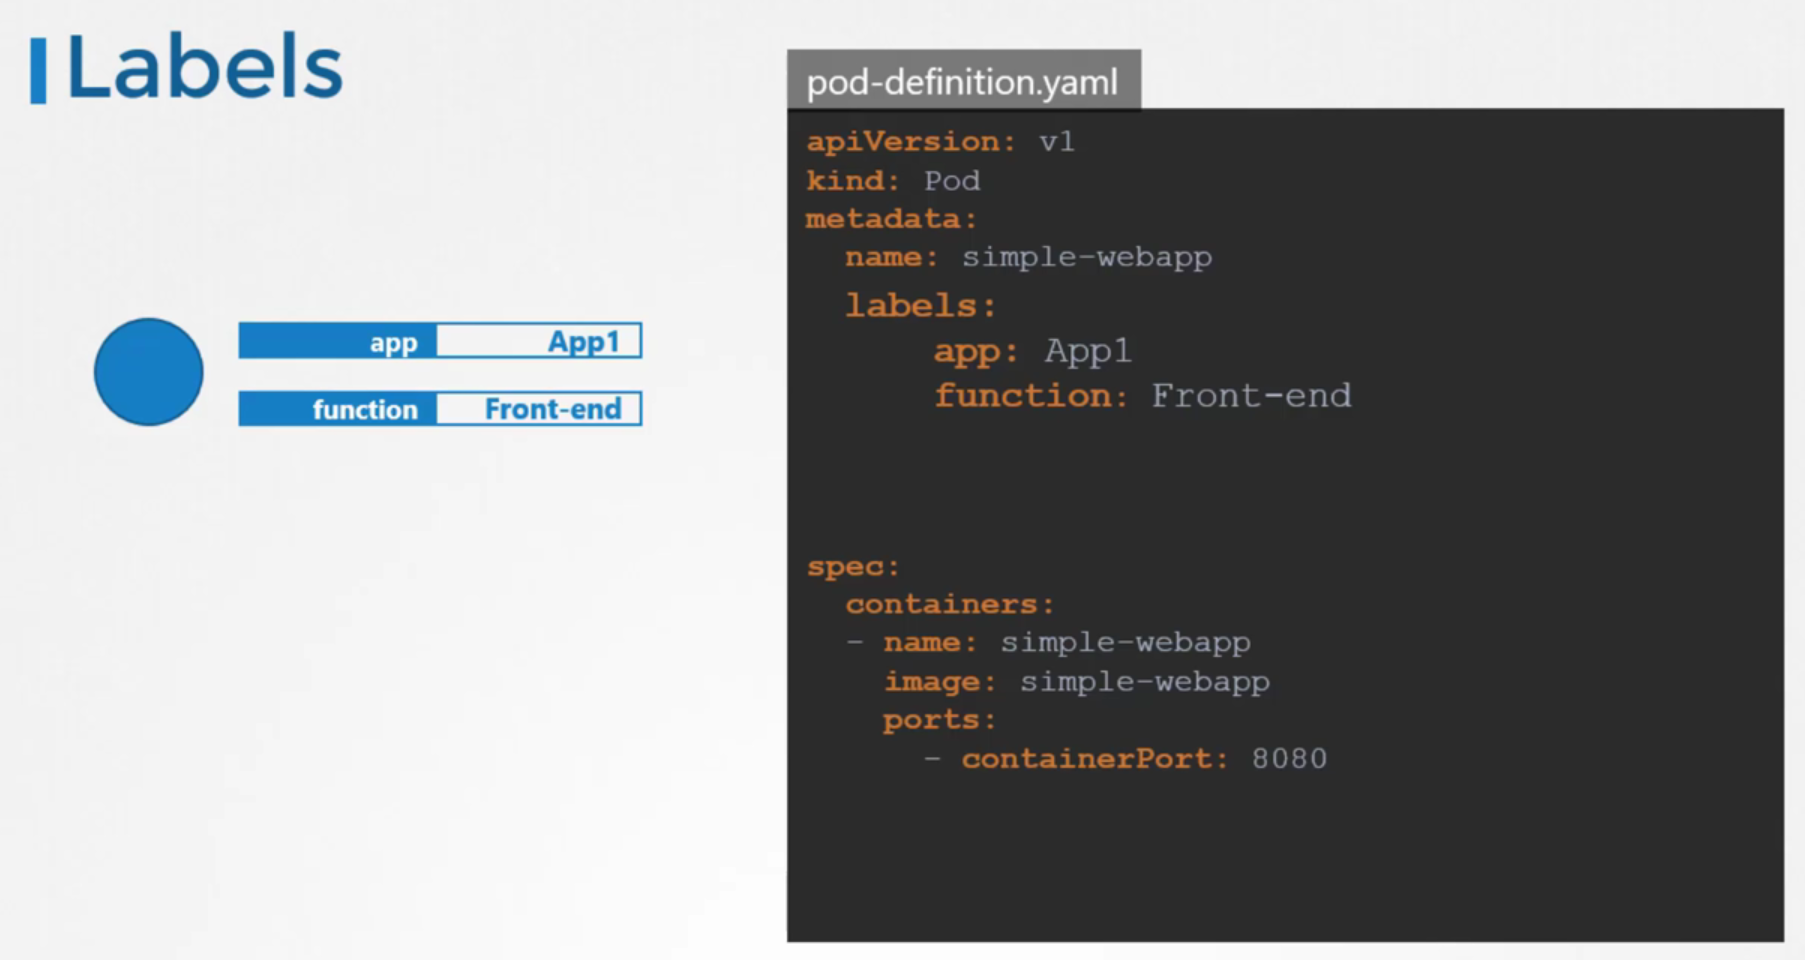 Labels
app App1
function Front-end
pod-definition.yaml
apiVersion: v1
kind: Pod
metadata:
  name: simple-webapp
  labels:
    app: App1
    function: Front-end
spec:
  containers:
  - name: simple-webapp
    image: simple-webapp
    ports:
      - containerPort: 8080